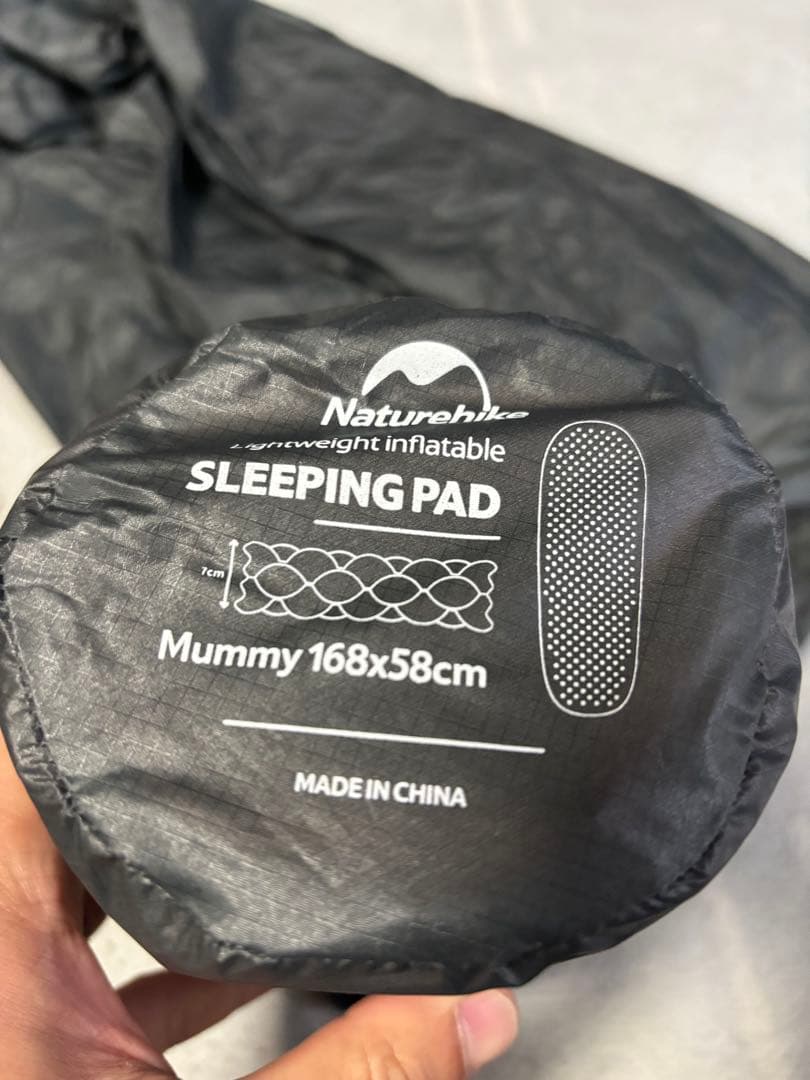 Naturehike
Lightweight inflatable
SLEEPING PAD
7cm
Mummy 168x58cm
MADE IN CHINA